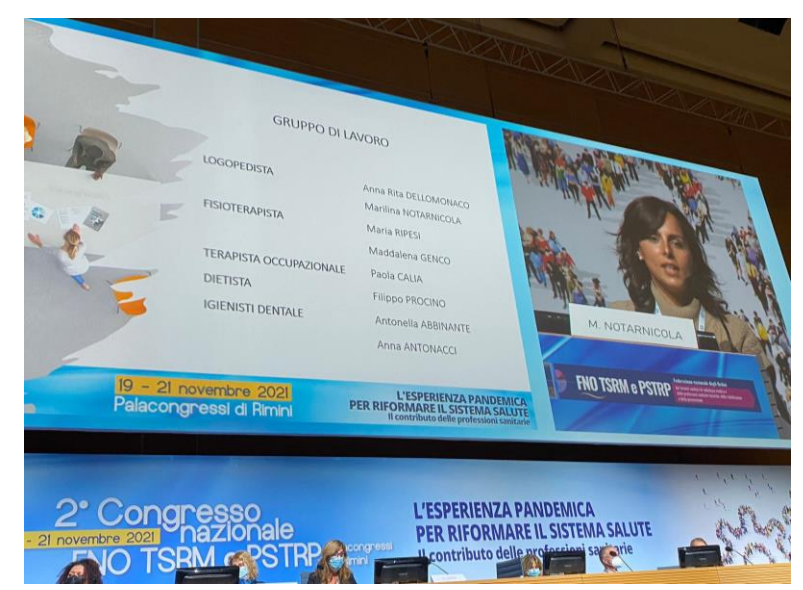 GRUPPO DI LAVORO
LOGOPEDISTA
Anna Rita DELLOMONACO
Marilina NOTARNICOLA
FISIOTERAPISTA
Maria RIPESI
Maddalena GENCO
TERAPISTA OCCUPAZIONALE
Paola CALIA
DIETISTA
Filippo PROCINO
IGIENISTI DENTALE
Antonella ABBINANTE
Anna ANTONACCI
19 - 21 novembre 2021
Palacongressi di Rimini
L'ESPERIENZA PANDEMICA
PER RIFORMARE IL SISTEMA SALUTE
Il contributo delle professioni sanitarie
M. NOTARNICOLA
FNO TSRM e PSTRP
2° Congresso
nazionale
- 21 novembre 2021
FNO TSRM e PSTRP
L'ESPERIENZA PANDEMICA
PER RIFORMARE IL SISTEMA SALUTE
Il contributo delle professioni sanitarie